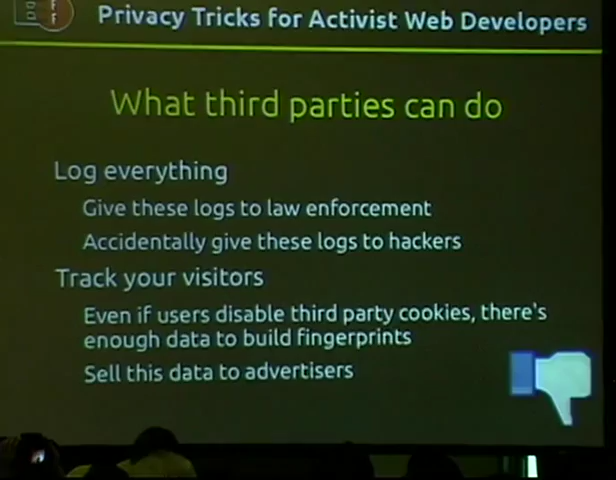 Privacy Tricks for Activist Web Developers
What third parties can do
Log everything
Give these logs to law enforcement
Accidentally give these logs to hackers
Track your visitors
Even if users disable third party cookies, there's
enough data to build fingerprints
Sell this data to advertisers